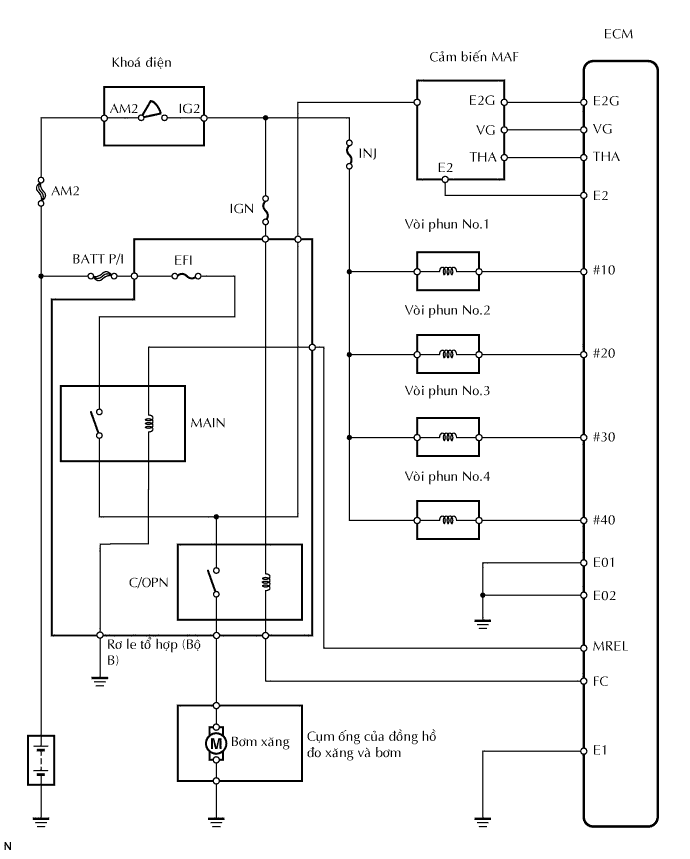 ECM
Cảm biến MAF
Khoá điện
AM2
IG2
E2G
E2G
VG
VG
INJ
THA
THA
E2
AM2
E2
IGN
Vòi phun No.1
BATT P/I
EFI
#10
Vòi phun No.2
#20
Vòi phun No.3
MAIN
#30
Vòi phun No.4
#40
E01
C/OPN
E02
Rơ le tổ hợp (Bộ
B)
MREL
FC
M
Bơm xăng
Cụm ống của đồng hồ
đo xăng và bơm
E1
N